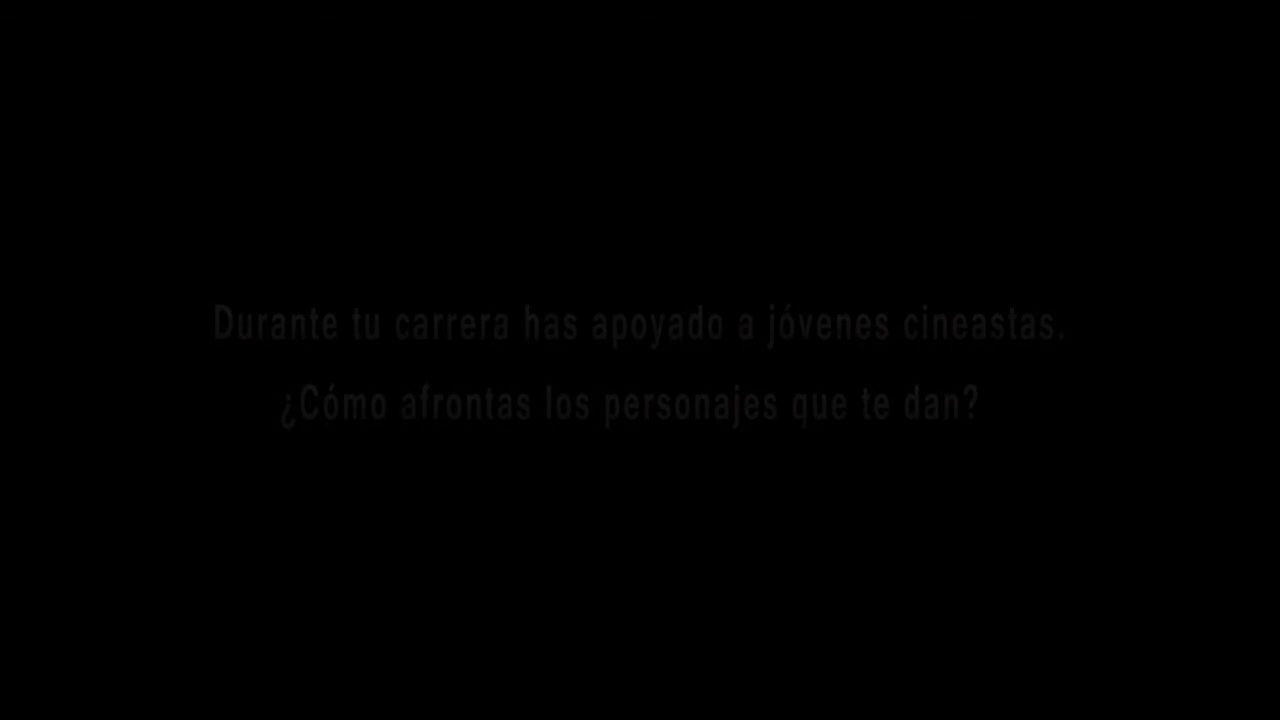 Durante tu carrera has apoyado a jóvenes cineastas.
¿Cómo afrontas los personajes que te dan?